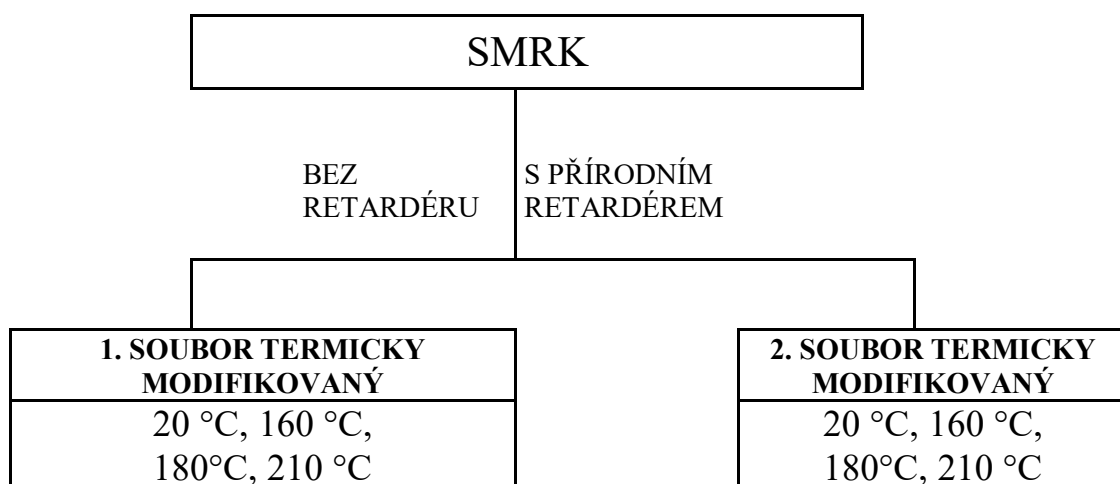 SMRK
BEZ
RETARDÉRU
S PŘÍRODNÍM
RETARDÉREM
1. SOUBOR TERMICKY
MODIFIKOVANÝ
20 °C, 160 °C,
180°C, 210 °C
2. SOUBOR TERMICKY
MODIFIKOVANÝ
20 °C, 160 °C,
180°C, 210 °C